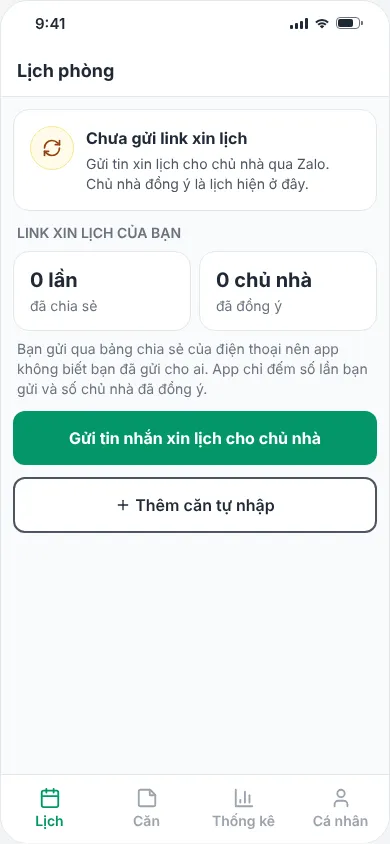 9:41
Lịch phòng
Chưa gửi link xin lịch
Gửi tin xin lịch cho chủ nhà qua Zalo.
Chủ nhà đồng ý là lịch hiện ở đây.
LINK XIN LỊCH CỦA BẠN
0 lần
đã chia sẻ
0 chủ nhà
đã đồng ý
Bạn gửi qua bảng chia sẻ của điện thoại nên app
không biết bạn đã gửi cho ai. App chỉ đếm số lần bạn
gửi và số chủ nhà đã đồng ý.
Gửi tin nhắn xin lịch cho chủ nhà
+ Thêm căn tự nhập
Lịch
Căn
Thống kê
Cá nhân